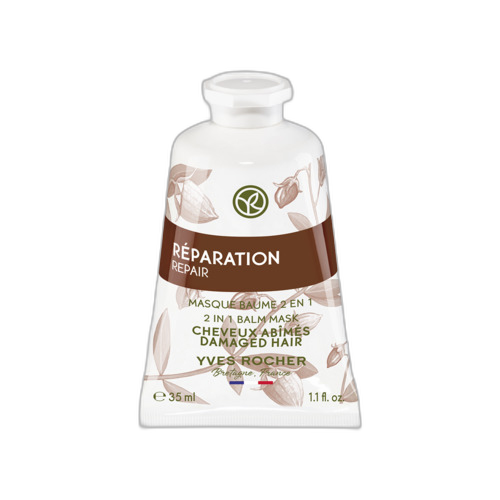 RÉPARATION
REPAIR
MASQUE BAUME 2 EN 1
2 IN 1 BALM MASK
CHEVEUX ABÎMÉS
DAMAGED HAIR
YVES ROCHER
Bretagne, France
℮ 35 ml 1.1 fl. oz.